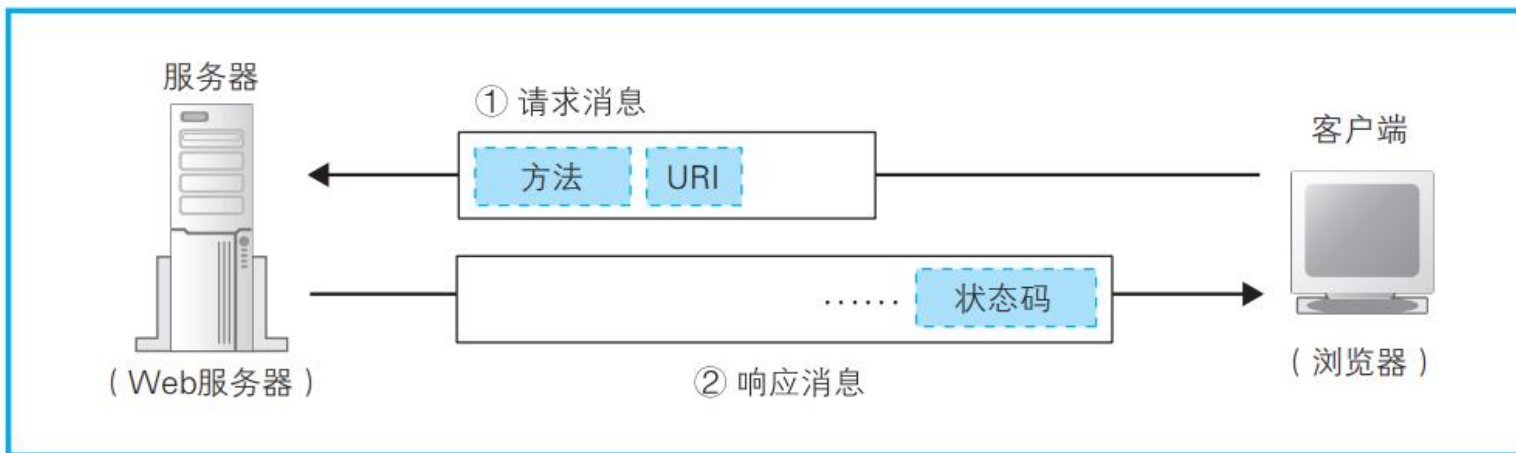 服务器
① 请求消息
客户端
方法
URI
…… 状态码
（Web服务器）
② 响应消息
（浏览器）